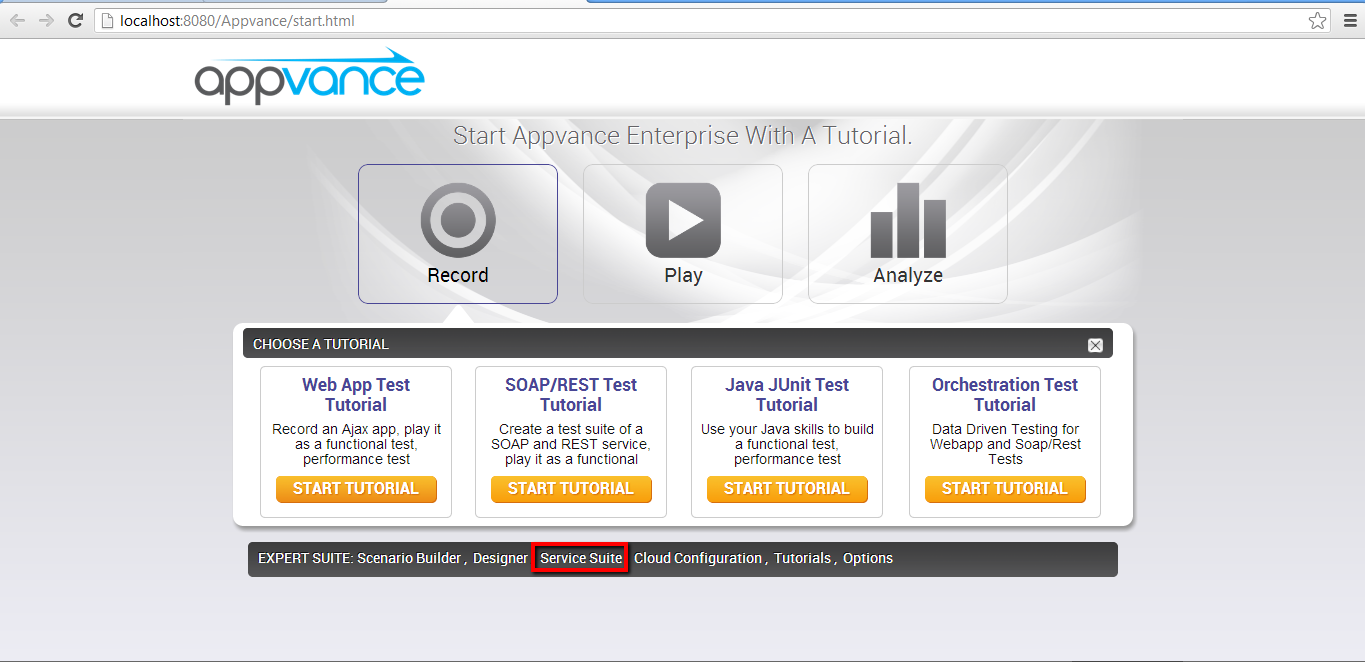 localhost:8080/Appvance/start.html
appvance
Start Appvance Enterprise With A Tutorial.
Record
Play
Analyze
CHOOSE A TUTORIAL
Web App Test
Tutorial
Record an Ajax app, play it
as a functional test,
performance test
START TUTORIAL
SOAP/REST Test
Tutorial
Create a test suite of a
SOAP and REST service,
play it as a functional
START TUTORIAL
Java JUnit Test
Tutorial
Use your Java skills to build
a functional test,
performance test
START TUTORIAL
Orchestration Test
Tutorial
Data Driven Testing for
Webapp and Soap/Rest
Tests
START TUTORIAL
EXPERT SUITE: Scenario Builder , Designer Service Suite Cloud Configuration , Tutorials , Options